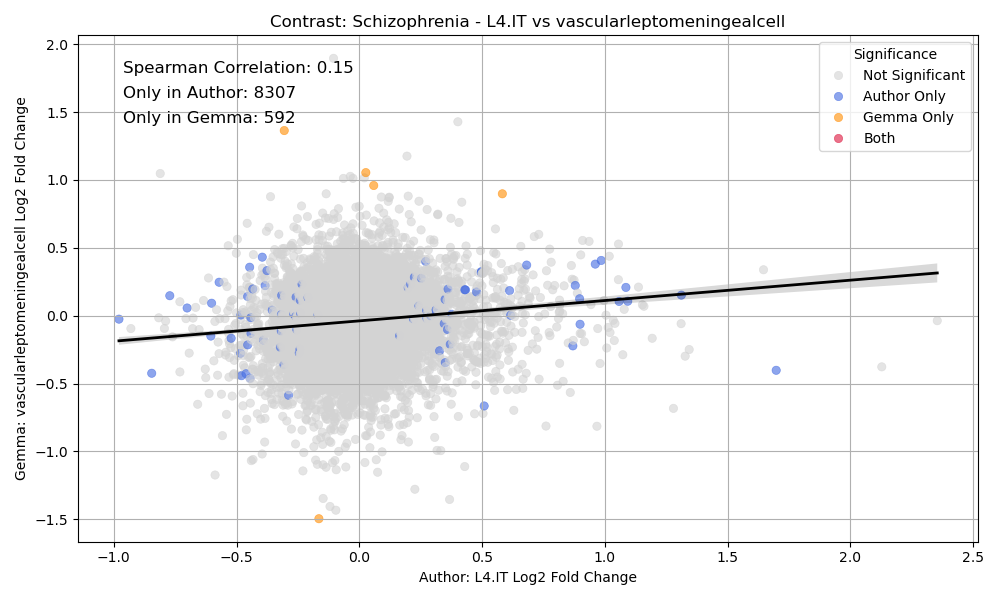 Contrast: Schizophrenia - L4.IT vs vascularleptomeningealcell
Spearman Correlation: 0.15
Only in Author: 8307
Only in Gemma: 592
Significance
Not Significant
Author Only
Gemma Only
Both
Gemma: vascularleptomeningealcell Log2 Fold Change
2.0
1.5
1.0
0.5
0.0
−0.5
−1.0
−1.5
−1.0 −0.5 0.0 0.5 1.0 1.5 2.0 2.5
Author: L4.IT Log2 Fold Change